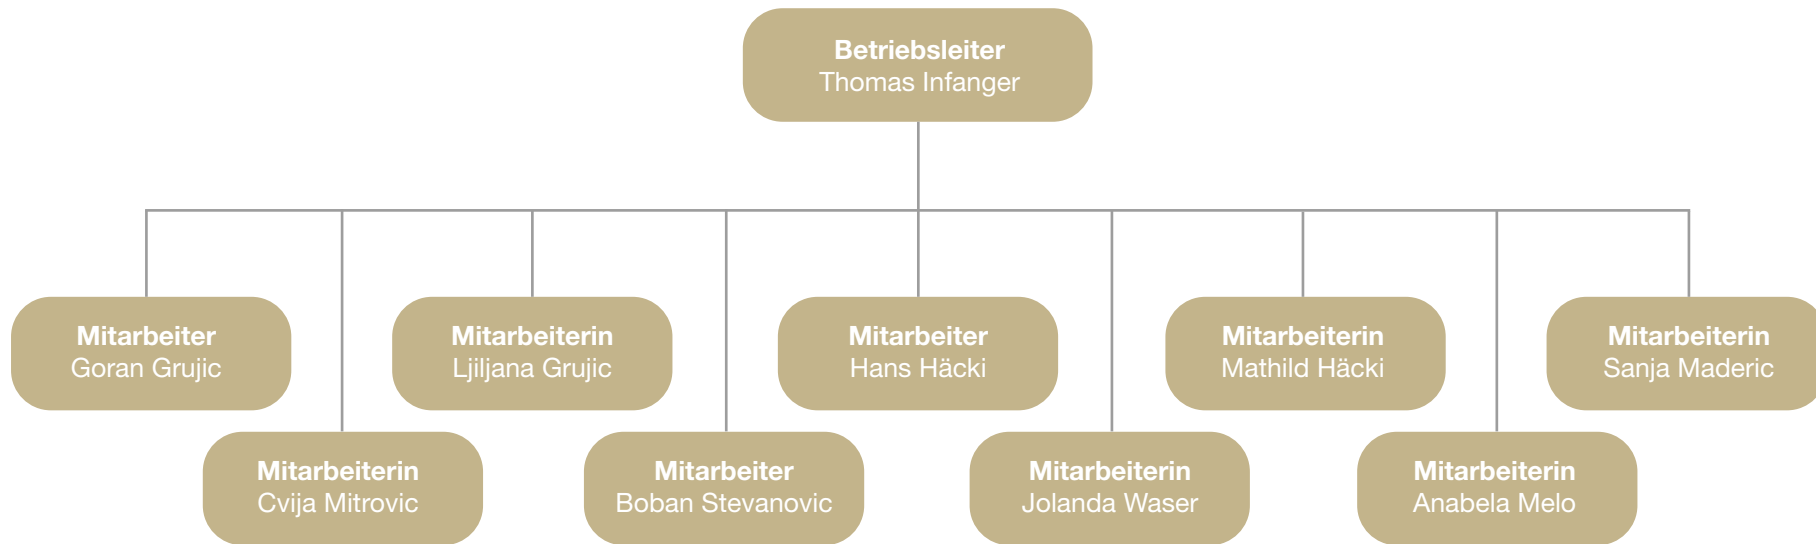 Betriebsleiter
Thomas Infanger
Mitarbeiter
Goran Grujic
Mitarbeiterin
Ljiljana Grujic
Mitarbeiter
Hans Häcki
Mitarbeiterin
Mathild Häcki
Mitarbeiterin
Sanja Maderic
Mitarbeiterin
Cvija Mitrovic
Mitarbeiter
Boban Stevanovic
Mitarbeiterin
Jolanda Waser
Mitarbeiterin
Anabela Melo